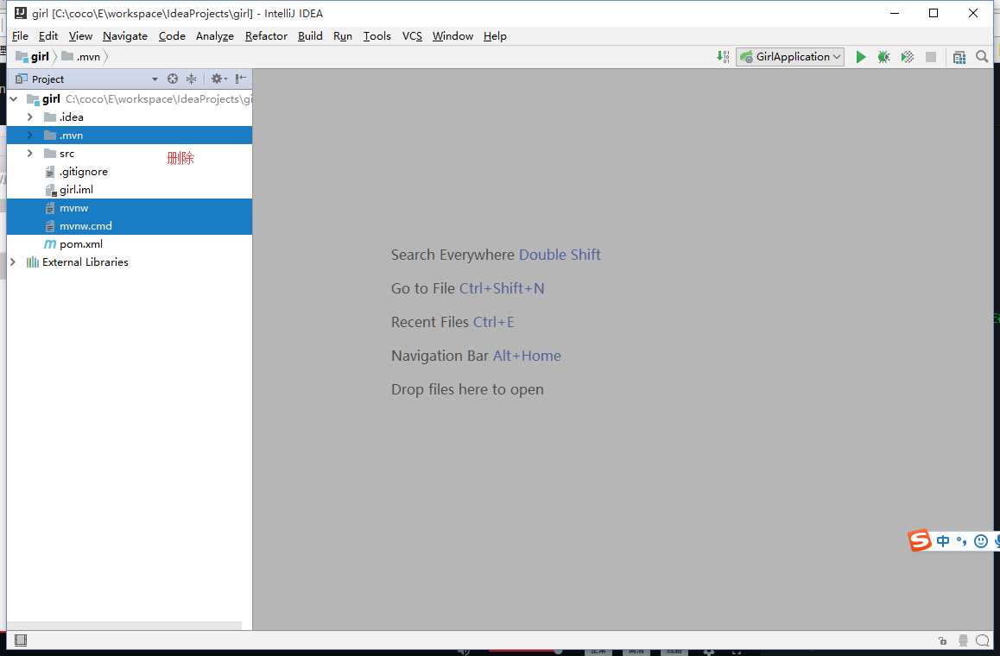 girl [C:\coco\E\workspace\IdeaProjects\girl] - IntelliJ IDEA
File Edit View Navigate Code Analyze Refactor Build Run Tools VCS Window Help
girl .mvn GirlApplication
Project
girl C:\coco\E\workspace\IdeaProjects\gi
.idea
.mvn
src
删除
.gitignore
girl.iml
mvnw
mvnw.cmd
pom.xml
External Libraries
Search Everywhere Double Shift
Go to File Ctrl+Shift+N
Recent Files Ctrl+E
Navigation Bar Alt+Home
Drop files here to open
中